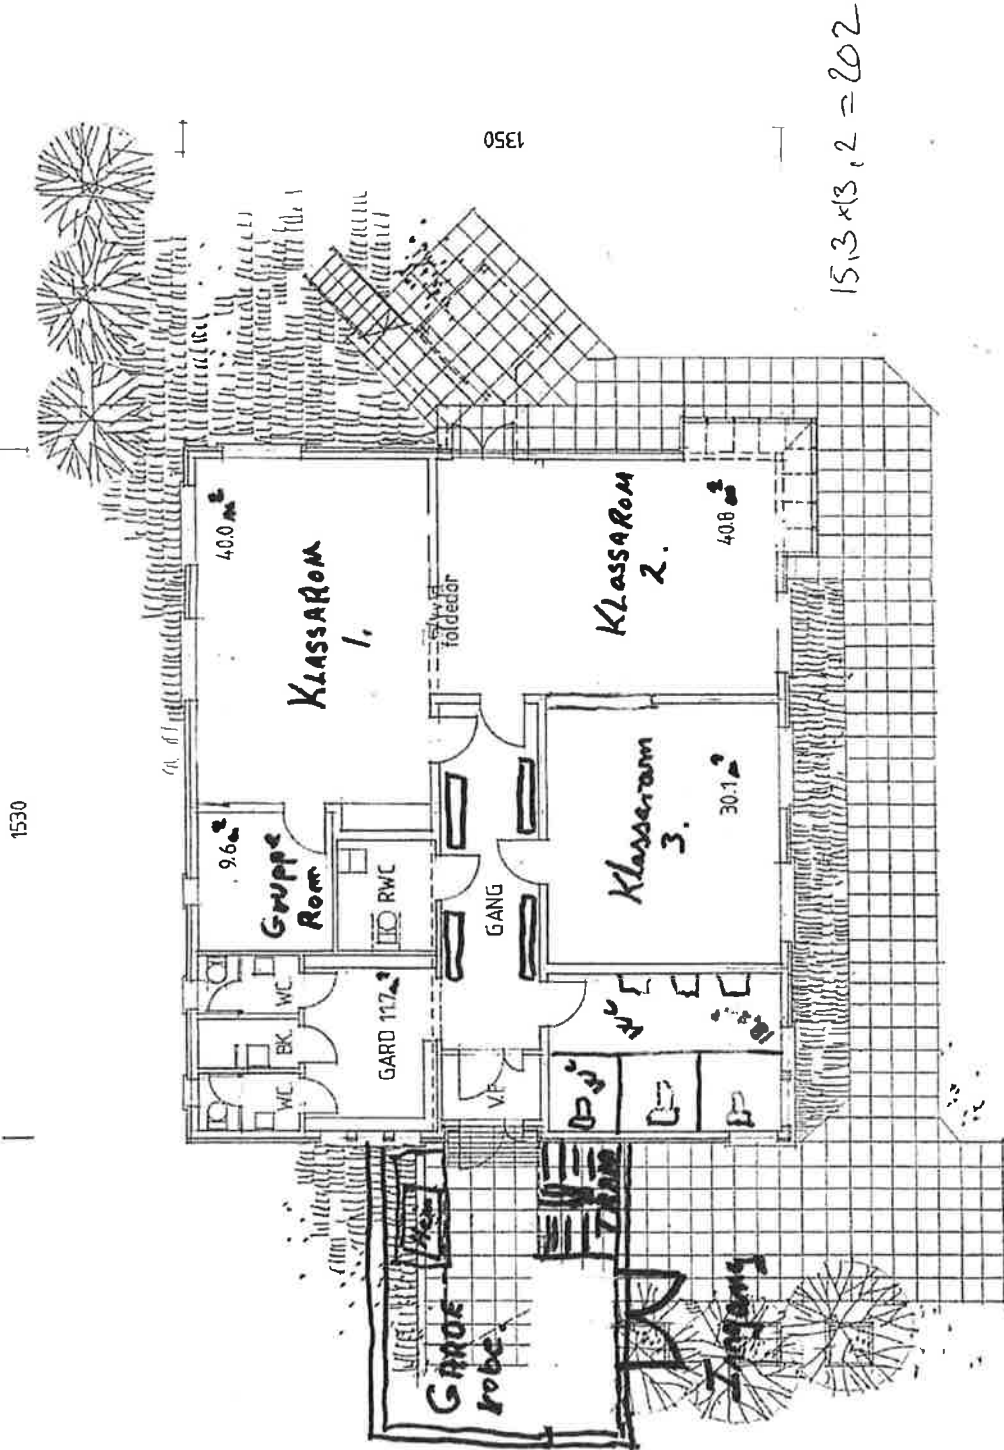 1530
1350
15,3 x 13,2 = 202
9.6 m²
GRUPPE
Rom
40.0 m²
KLASSAROM
1.
WC
BK.
WC
RWC
GARD 11.7 m²
foldedør
GANG
V.F
KLASSAROM
2.
40.8 m²
Klassarom
3.
30.1 m²
GARDE
robe.
TRAPP
Inngang